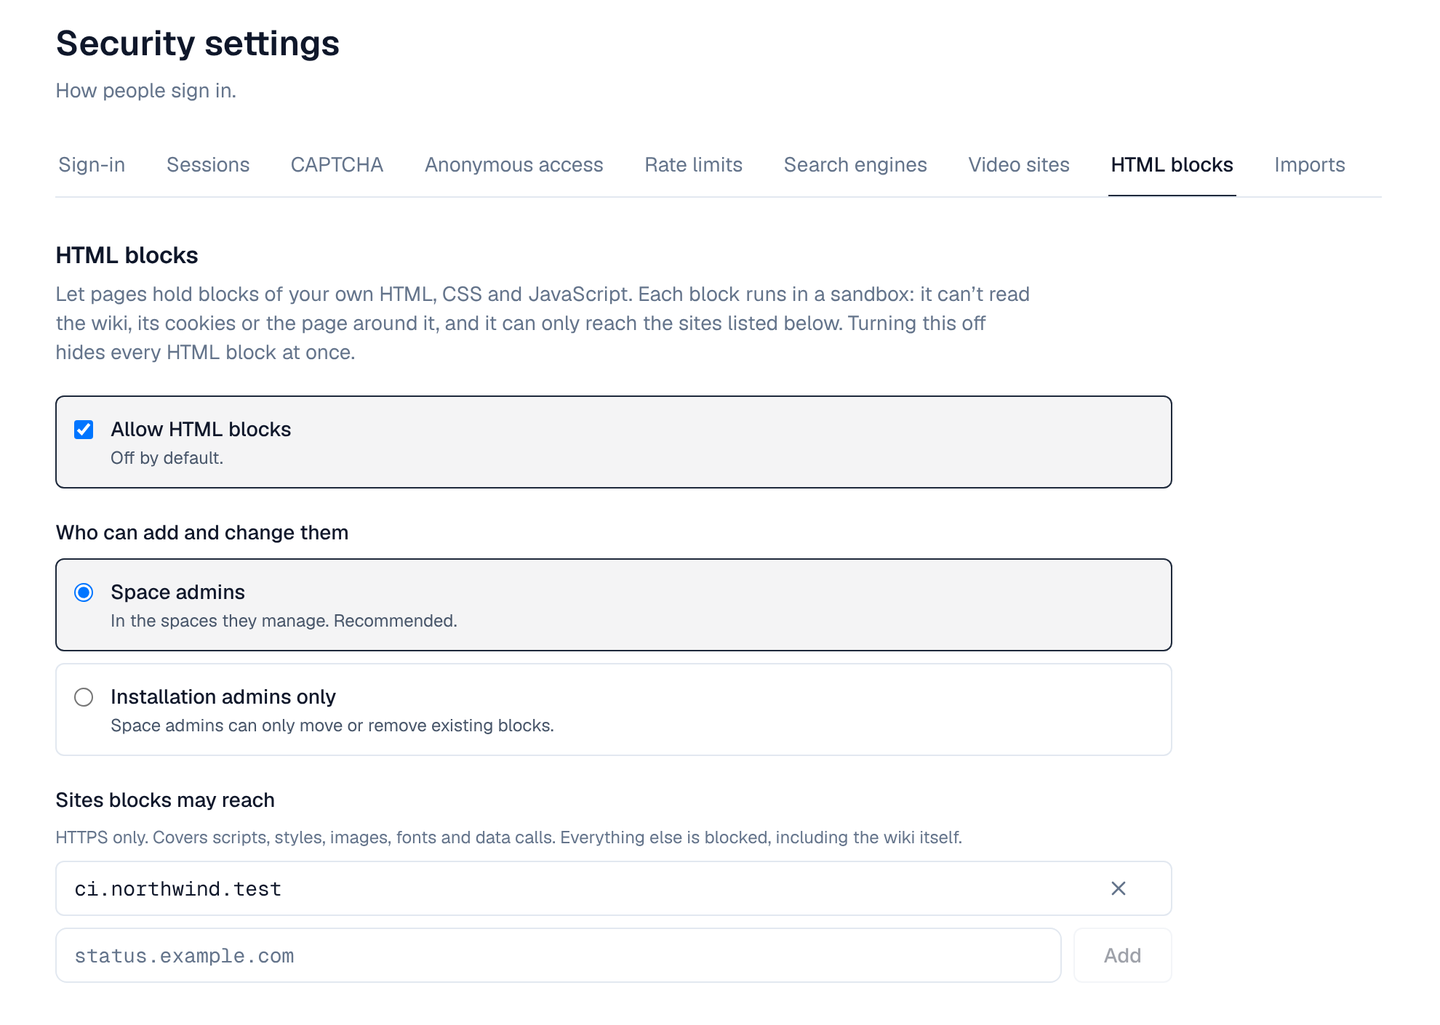 Security settings
How people sign in.
Sign-in Sessions CAPTCHA Anonymous access Rate limits Search engines Video sites HTML blocks Imports
HTML blocks
Let pages hold blocks of your own HTML, CSS and JavaScript. Each block runs in a sandbox: it can’t read
the wiki, its cookies or the page around it, and it can only reach the sites listed below. Turning this off
hides every HTML block at once.
Allow HTML blocks
Off by default.
Who can add and change them
Space admins
In the spaces they manage. Recommended.
Installation admins only
Space admins can only move or remove existing blocks.
Sites blocks may reach
HTTPS only. Covers scripts, styles, images, fonts and data calls. Everything else is blocked, including the wiki itself.
ci.northwind.test
status.example.com Add